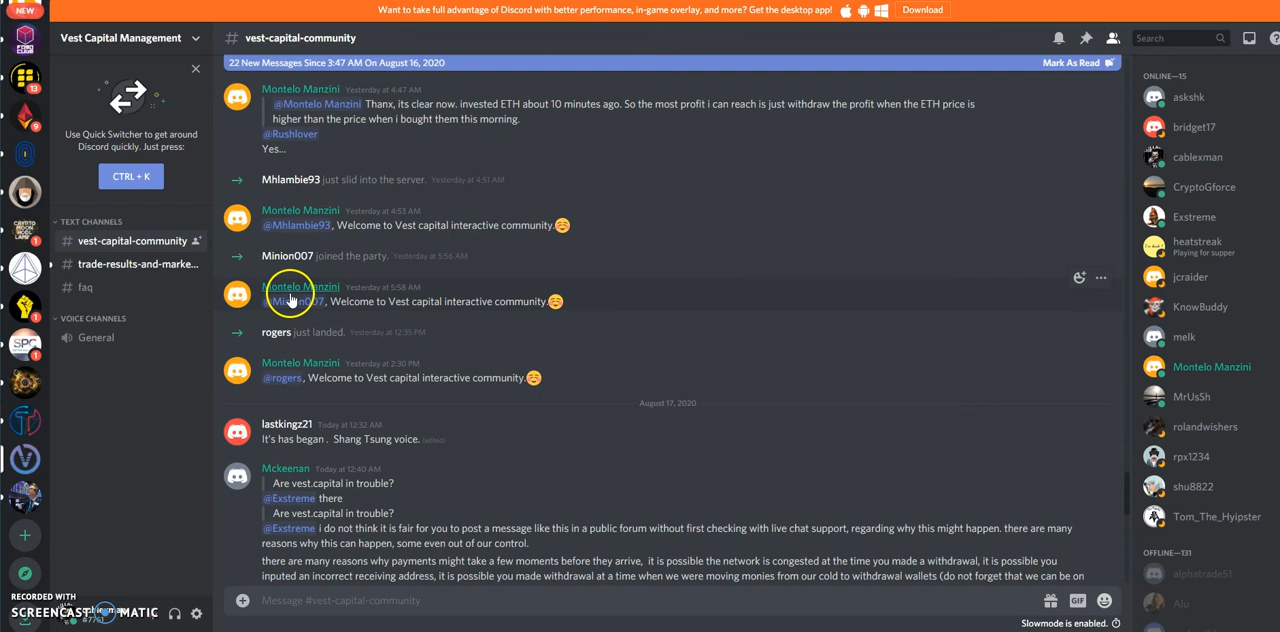 NEW
Want to take full advantage of Discord with better performance, in-game overlay, and more? Get the desktop app!
Download
Vest Capital Management
vest-capital-community
Search
22 New Messages Since 3:47 AM On August 16, 2020
Mark As Read
Use Quick Switcher to get around
Discord quickly. Just press:
CTRL + K
TEXT CHANNELS
# vest-capital-community
# trade-results-and-marke...
# faq
VOICE CHANNELS
General
13
9
1
1
1
SPC
Montelo Manzini Yesterday at 4:47 AM
@Montelo Manzini Thanx, its clear now. invested ETH about 10 minutes ago. So the most profit i can reach is just withdraw the profit when the ETH price is
higher than the price when i bought them this morning.
@Rushlover
Yes...
Mhlambie93 just slid into the server. Yesterday at 4:51 AM
Montelo Manzini Yesterday at 4:53 AM
@Mhlambie93, Welcome to Vest capital interactive community.☺️
Minion007 joined the party. Yesterday at 5:56 AM
Montelo Manzini Yesterday at 5:58 AM
@Minion007, Welcome to Vest capital interactive community.☺️
rogers just landed. Yesterday at 12:35 PM
Montelo Manzini Yesterday at 2:30 PM
@rogers, Welcome to Vest capital interactive community.☺️
August 17, 2020
lastkingz21 Today at 12:32 AM
It's has began . Shang Tsung voice. (edited)
Mckeenan Today at 12:40 AM
Are vest.capital in trouble?
@Exstreme there
Are vest.capital in trouble?
@Exstreme i do not think it is fair for you to post a message like this in a public forum without first checking with live chat support, regarding why this might happen. there are many
reasons why this can happen, some even out of our control.
there are many reasons why payments might take a few moments before they arrive, it is possible the network is congested at the time you made a withdrawal, it is possible you
inputed an incorrect receiving address, it is possible you made withdrawal at a time when we were moving monies from our cold to withdrawal wallets (do not forget that we can be on
Message #vest-capital-community
GIF
Slowmode is enabled.
ONLINE—15
askshk
bridget17
cablexman
CryptoGforce
Exstreme
heatstreak
Playing for supper
jcraider
KnowBuddy
melk
Montelo Manzini
MrUsSh
rolandwishers
rpx1234
shu8822
Tom_The_Hyipster
OFFLINE—131
alphatrade51
Alu
RECORDED WITH
SCREENCAST MATIC